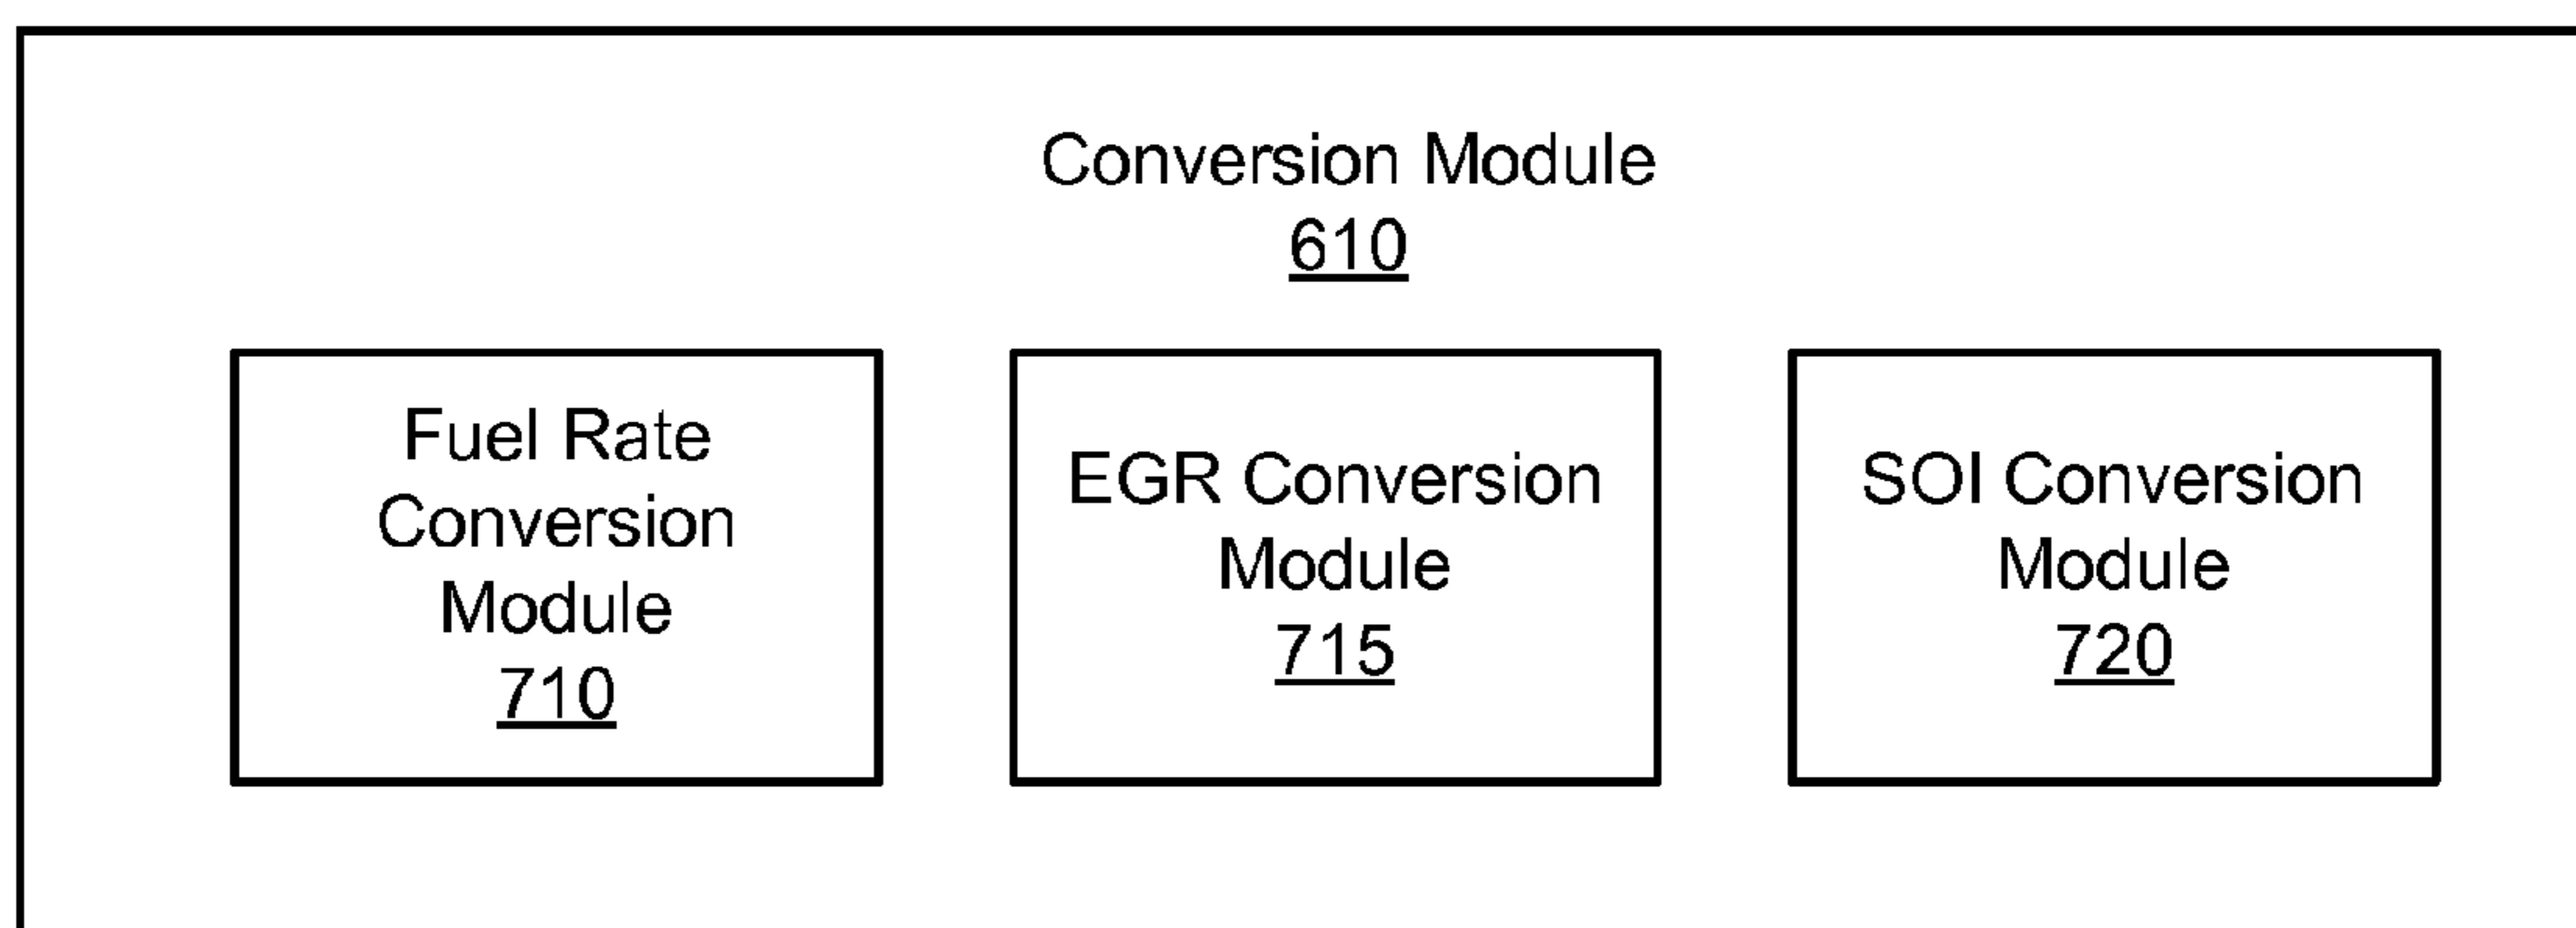 Conversion Module
610
Fuel Rate
Conversion
Module
710
EGR Conversion
Module
715
SOI Conversion
Module
720